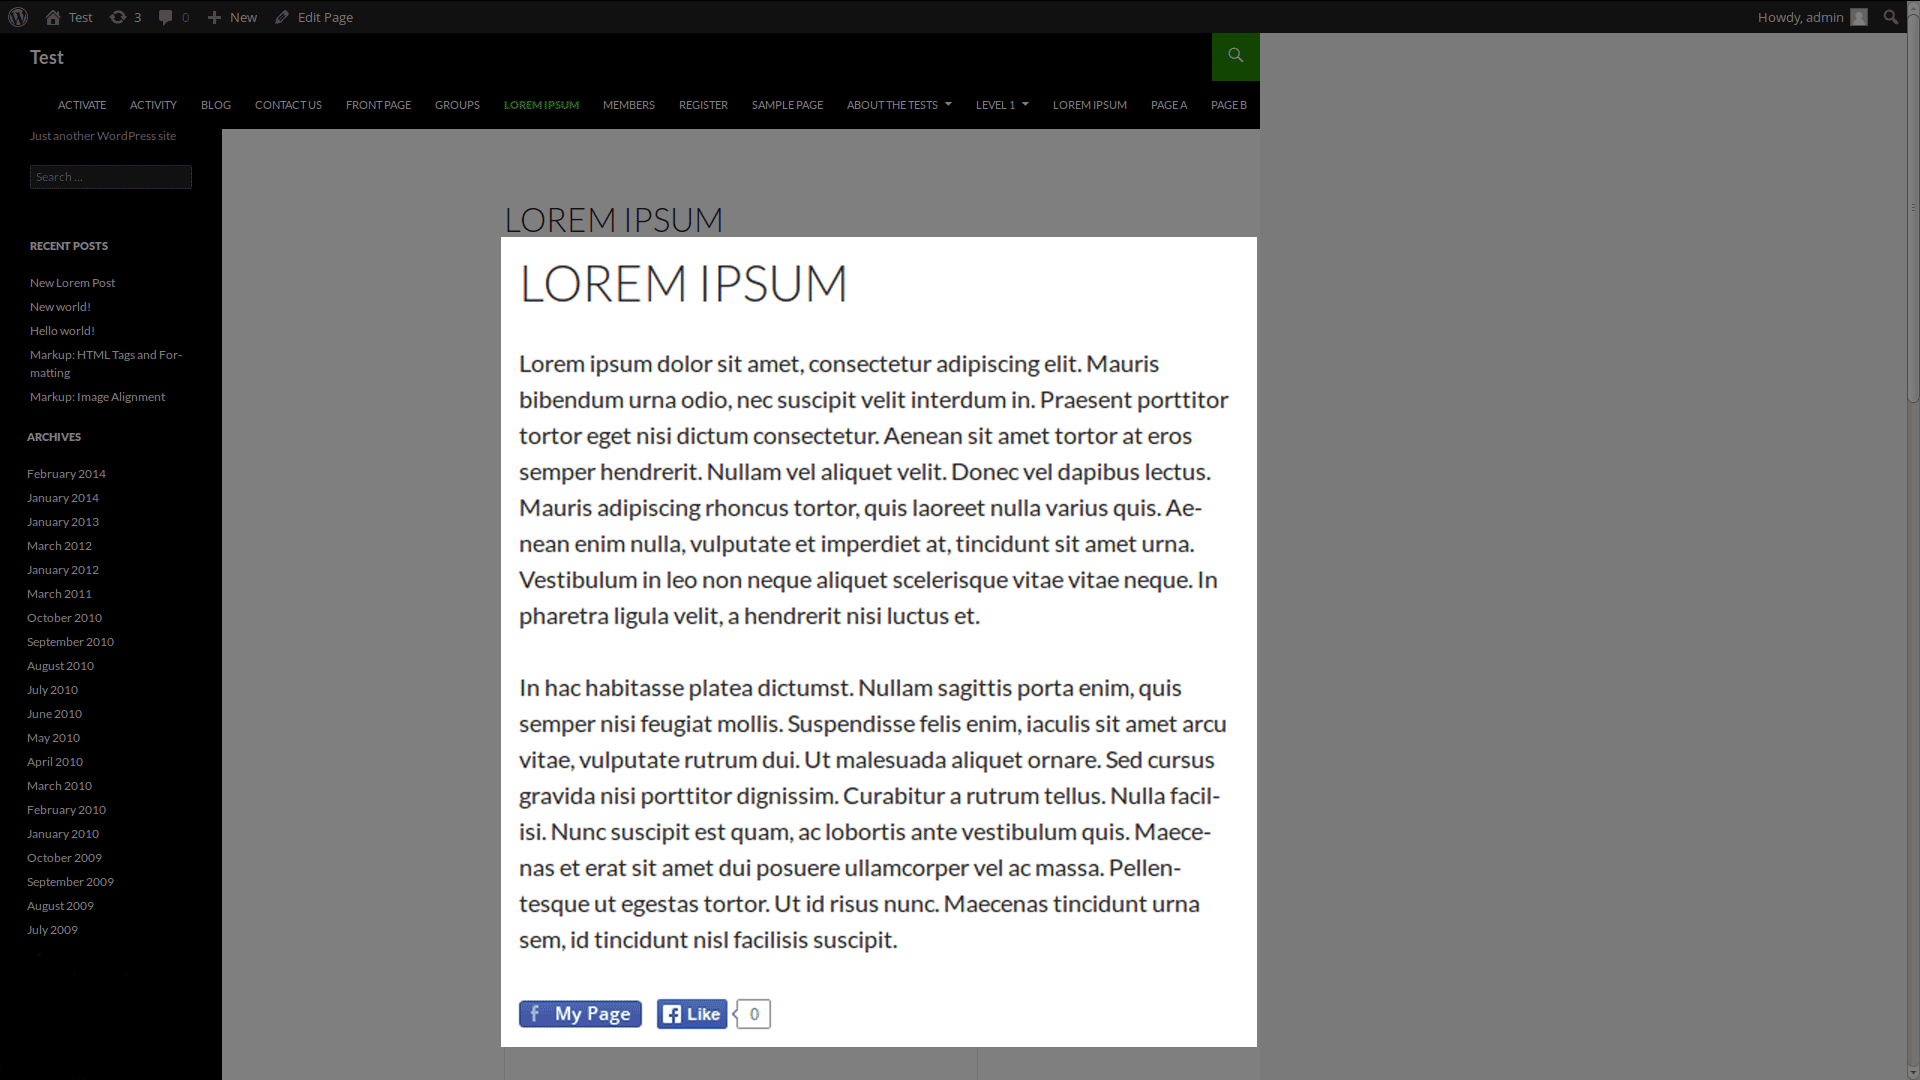 Test
3
0
New
Edit Page
Howdy, admin
Test
ACTIVATE
ACTIVITY
BLOG
CONTACT US
FRONT PAGE
GROUPS
LOREM IPSUM
MEMBERS
REGISTER
SAMPLE PAGE
ABOUT THE TESTS
LEVEL 1
LOREM IPSUM
PAGE A
PAGE B
Just another WordPress site
Search ...
RECENT POSTS
New Lorem Post
New world!
Hello world!
Markup: HTML Tags and For-
matting
Markup: Image Alignment
ARCHIVES
February 2014
January 2014
January 2013
March 2012
January 2012
March 2011
October 2010
September 2010
August 2010
July 2010
June 2010
May 2010
April 2010
March 2010
February 2010
January 2010
October 2009
September 2009
August 2009
July 2009
LOREM IPSUM
LOREM IPSUM
Lorem ipsum dolor sit amet, consectetur adipiscing elit. Mauris
bibendum urna odio, nec suscipit velit interdum in. Praesent porttitor
tortor eget nisi dictum consectetur. Aenean sit amet tortor at eros
semper hendrerit. Nullam vel aliquet velit. Donec vel dapibus lectus.
Mauris adipiscing rhoncus tortor, quis laoreet nulla varius quis. Ae-
nean enim nulla, vulputate et imperdiet at, tincidunt sit amet urna.
Vestibulum in leo non neque aliquet scelerisque vitae vitae neque. In
pharetra ligula velit, a hendrerit nisi luctus et.
In hac habitasse platea dictumst. Nullam sagittis porta enim, quis
semper nisi feugiat mollis. Suspendisse felis enim, iaculis sit amet arcu
vitae, vulputate rutrum dui. Ut malesuada aliquet ornare. Sed cursus
gravida nisi porttitor dignissim. Curabitur a rutrum tellus. Nulla facil-
isi. Nunc suscipit est quam, ac lobortis ante vestibulum quis. Maece-
nas et erat sit amet dui posuere ullamcorper vel ac massa. Pellen-
tesque ut egestas tortor. Ut id risus nunc. Maecenas tincidunt urna
sem, id tincidunt nisl facilisis suscipit.
My Page
Like
0